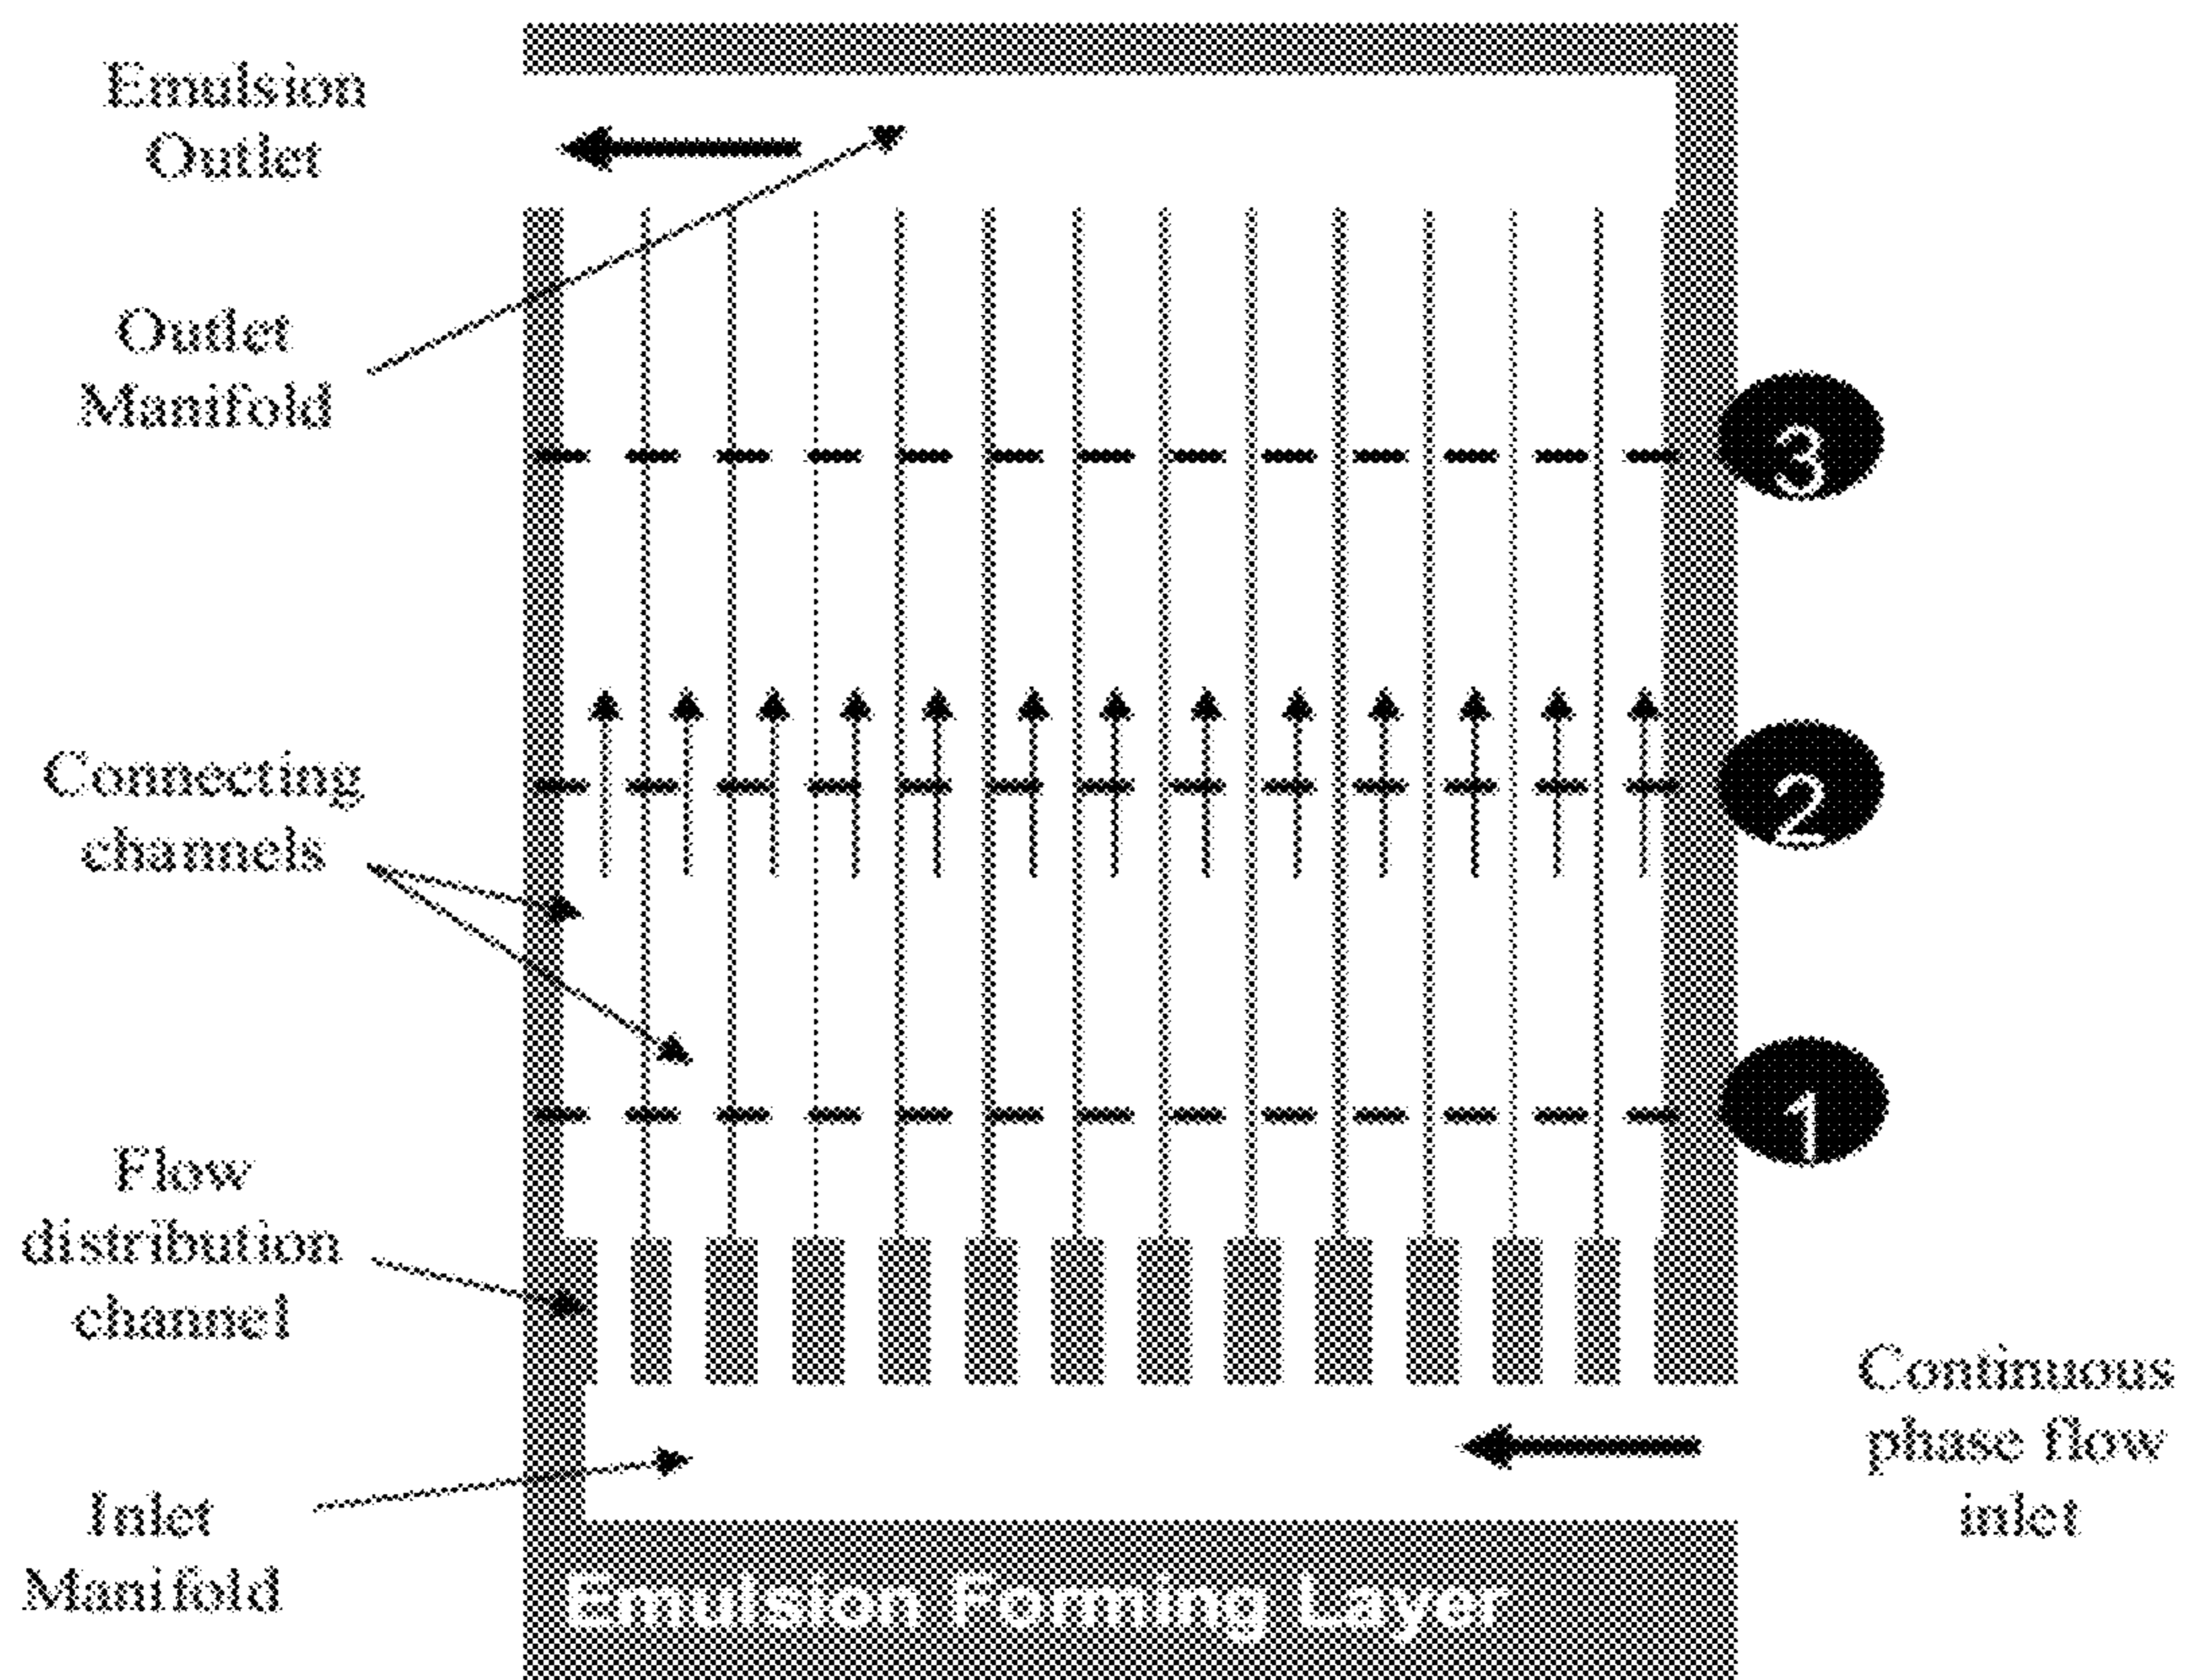 Emulsion
Outlet
Outlet
Manifold
3
Connecting
channels
2
1
Flow
distribution
channel
Continuous
phase flow
inlet
Inlet
Manifold
Emulsion Forming Layer